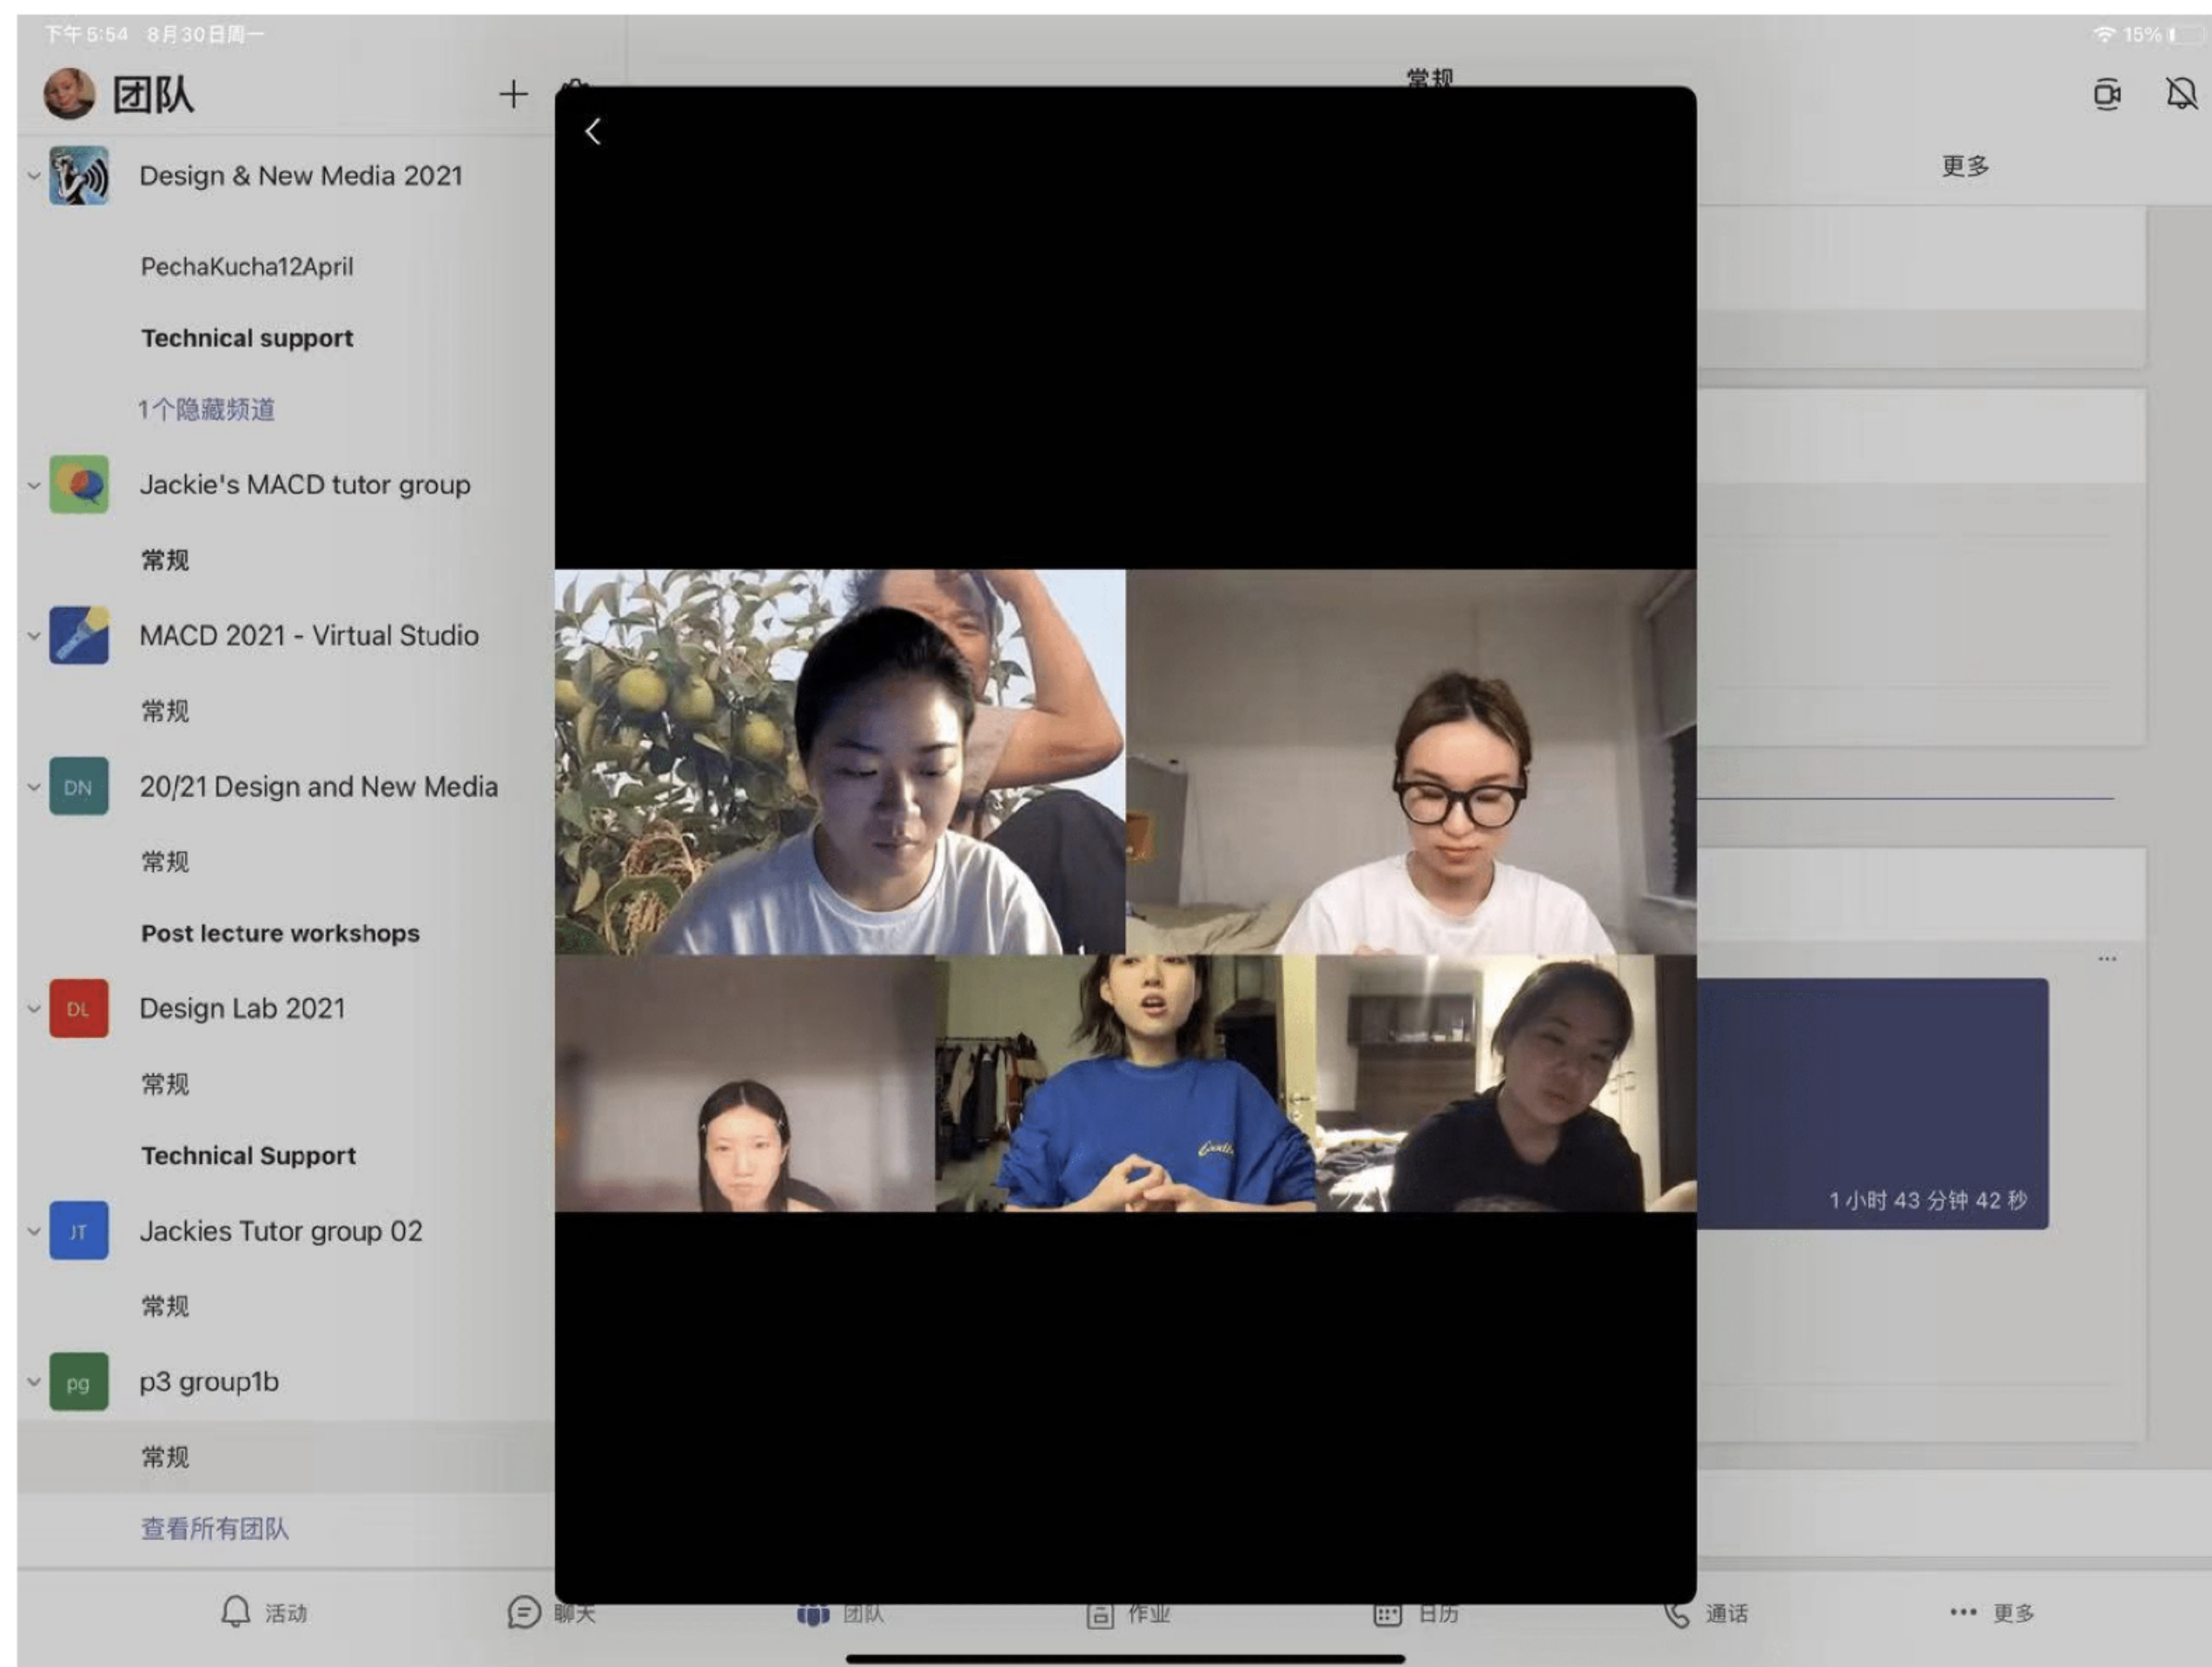 下午 5:54 8月30日周一
15%
团队
常规
更多
Design & New Media 2021
PechaKucha12April
Technical support
1个隐藏频道
Jackie's MACD tutor group
常规
MACD 2021 - Virtual Studio
常规
DN
20/21 Design and New Media
常规
Post lecture workshops
DL
Design Lab 2021
常规
Technical Support
1 小时 43 分钟 42 秒
JT
Jackies Tutor group 02
常规
pg
p3 group1b
常规
查看所有团队
活动
聊天
团队
作业
日历
通话
更多